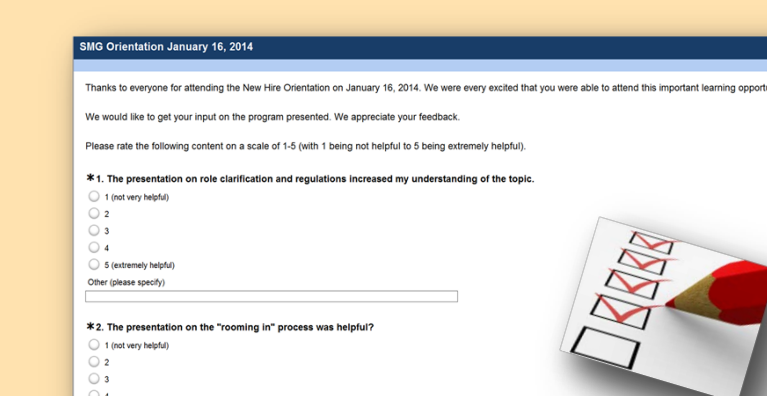 SMG Orientation January 16, 2014
Thanks to everyone for attending the New Hire Orientation on January 16, 2014. We were every excited that you were able to attend this important learning opport
We would like to get your input on the program presented. We appreciate your feedback.
Please rate the following content on a scale of 1-5 (with 1 being not helpful to 5 being extremely helpful).
*1. The presentation on role clarification and regulations increased my understanding of the topic.
1 (not very helpful)
2
3
4
5 (extremely helpful)
Other (please specify)
*2. The presentation on the "rooming in" process was helpful?
1 (not very helpful)
2
3
4